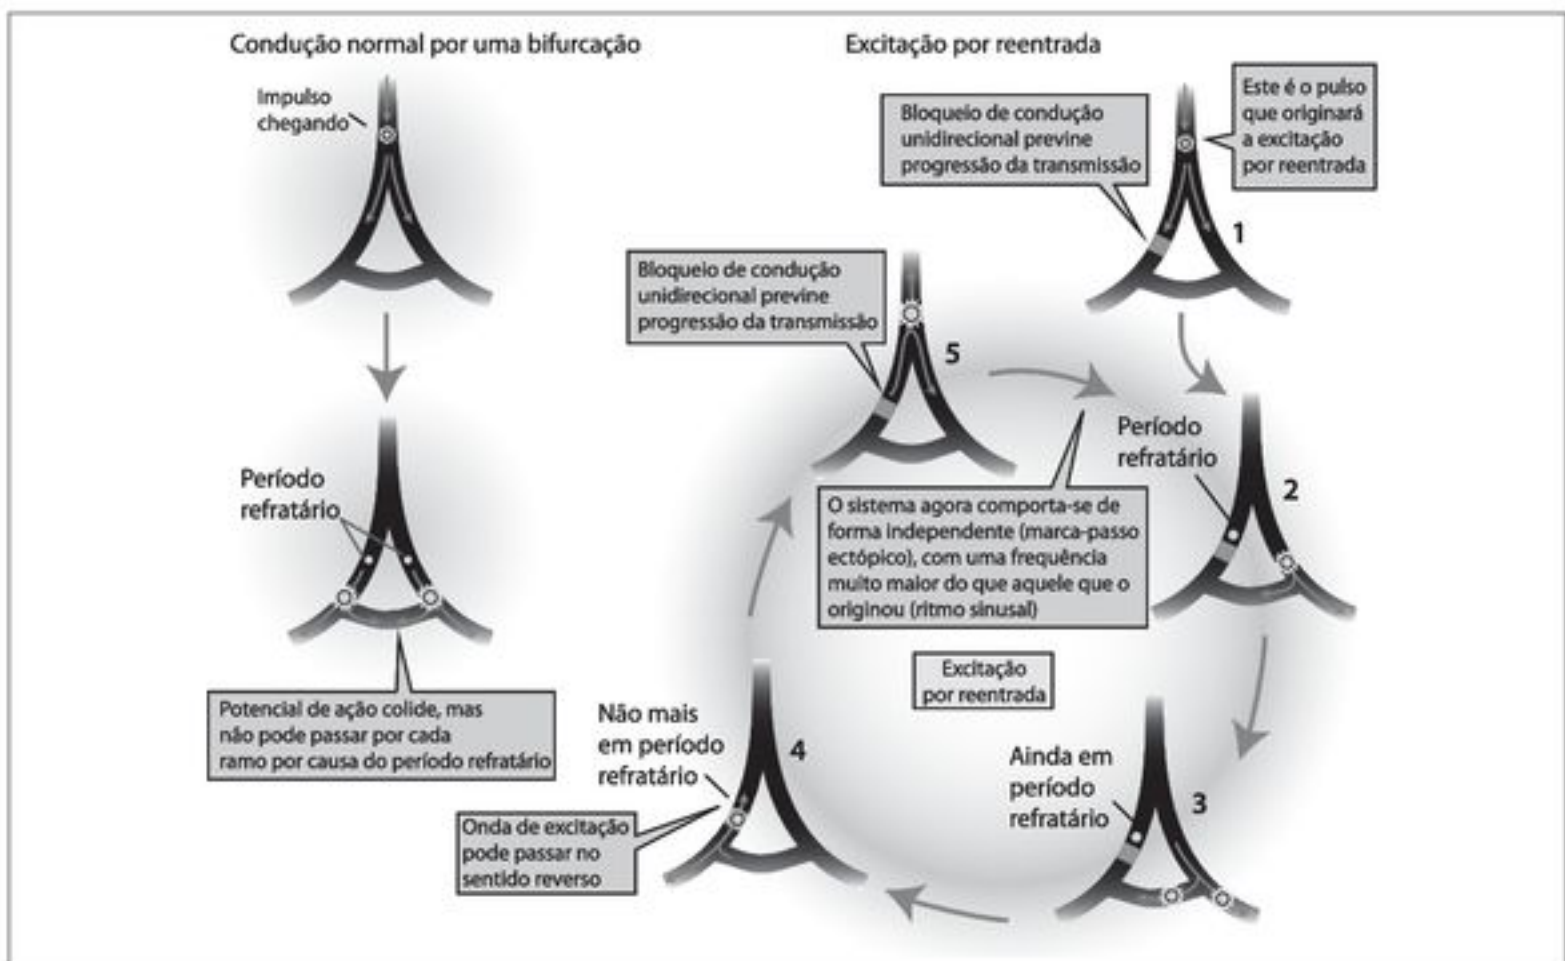 Condução normal por uma bifurcação
Impulso
chegando
Período
refratário
Potencial de ação colide, mas
não pode passar por cada
ramo por causa do período refratário
Excitação por reentrada
Bloqueio de condução
unidirecional previne
progressão da transmissão
Este é o pulso
que originará
a excitação
por reentrada
1
Período
refratário
2
Ainda em
período
refratário
3
Não mais
em período
refratário
4
Onda de excitação
pode passar no
sentido reverso
Bloqueio de condução
unidirecional previne
progressão da transmissão
5
O sistema agora comporta-se de
forma independente (marca-passo
ectópico), com uma frequência
muito maior do que aquele que o
originou (ritmo sinusal)
Excitação
por reentrada